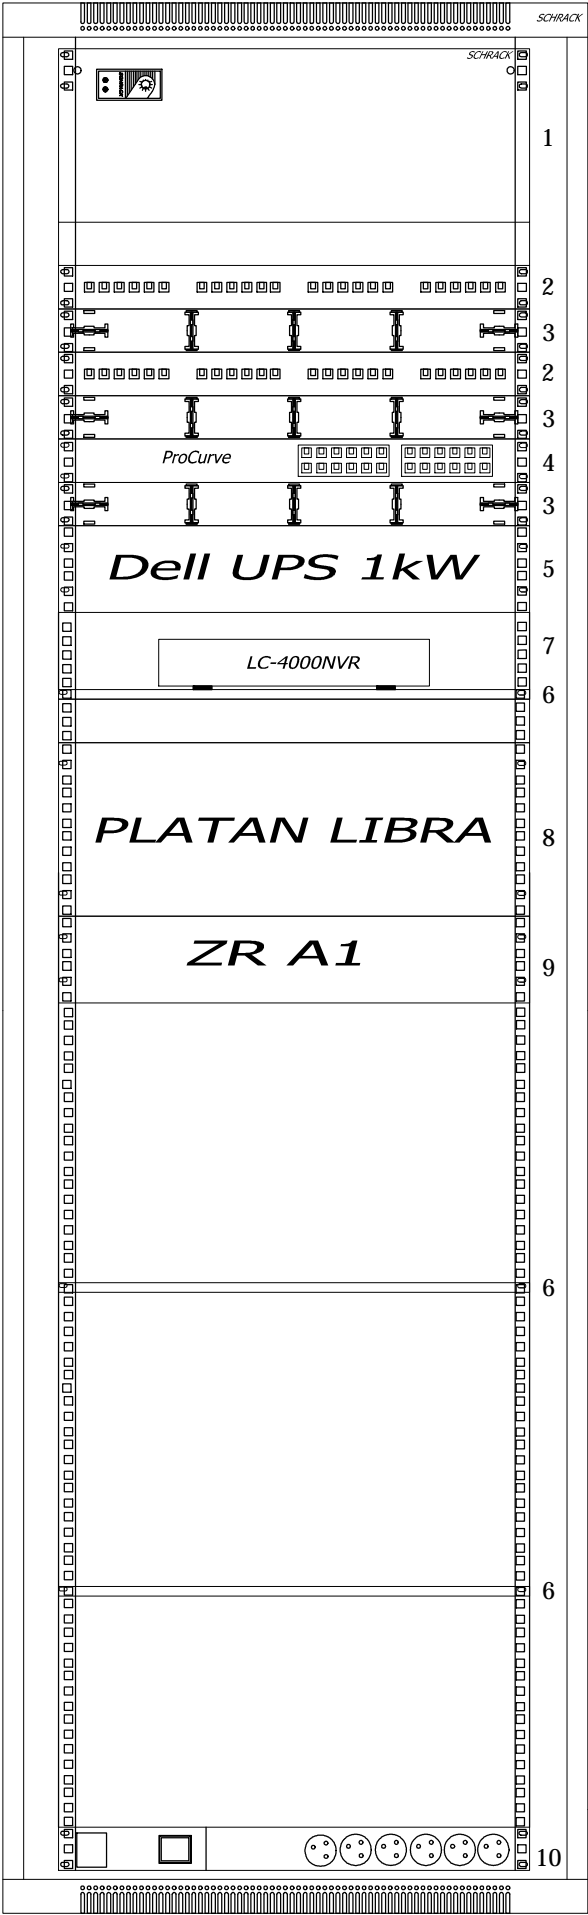 SCHRACK
SCHRACK
1
2
3
2
3
ProCurve
4
3
Dell UPS 1kW
5
7
LC-4000NVR
6
PLATAN LIBRA
8
ZR A1
9
6
6
10